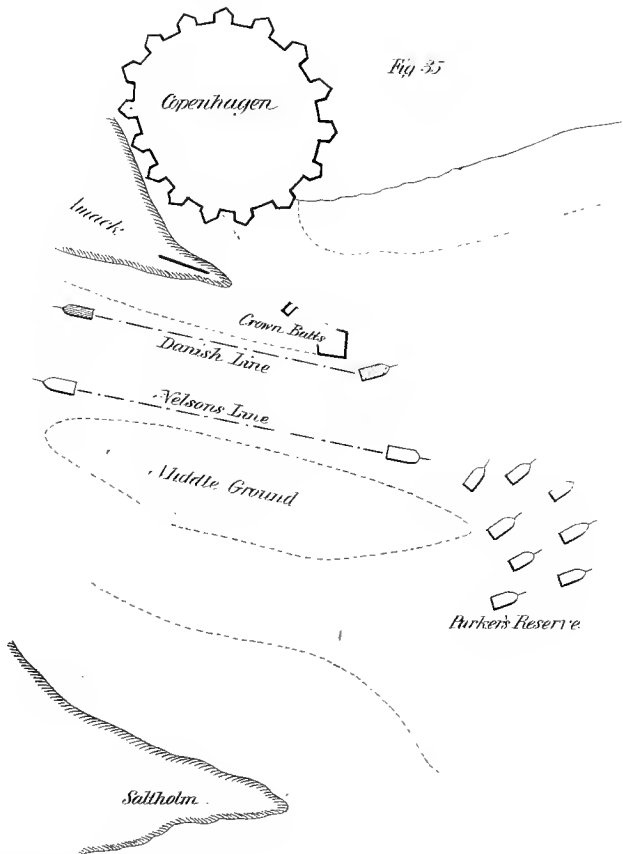 Fig 35
Copenhagen
Amack
Crown Batts
Danish Line
Nelsons Line
Middle Ground
Parker's Reserve
Saltholm